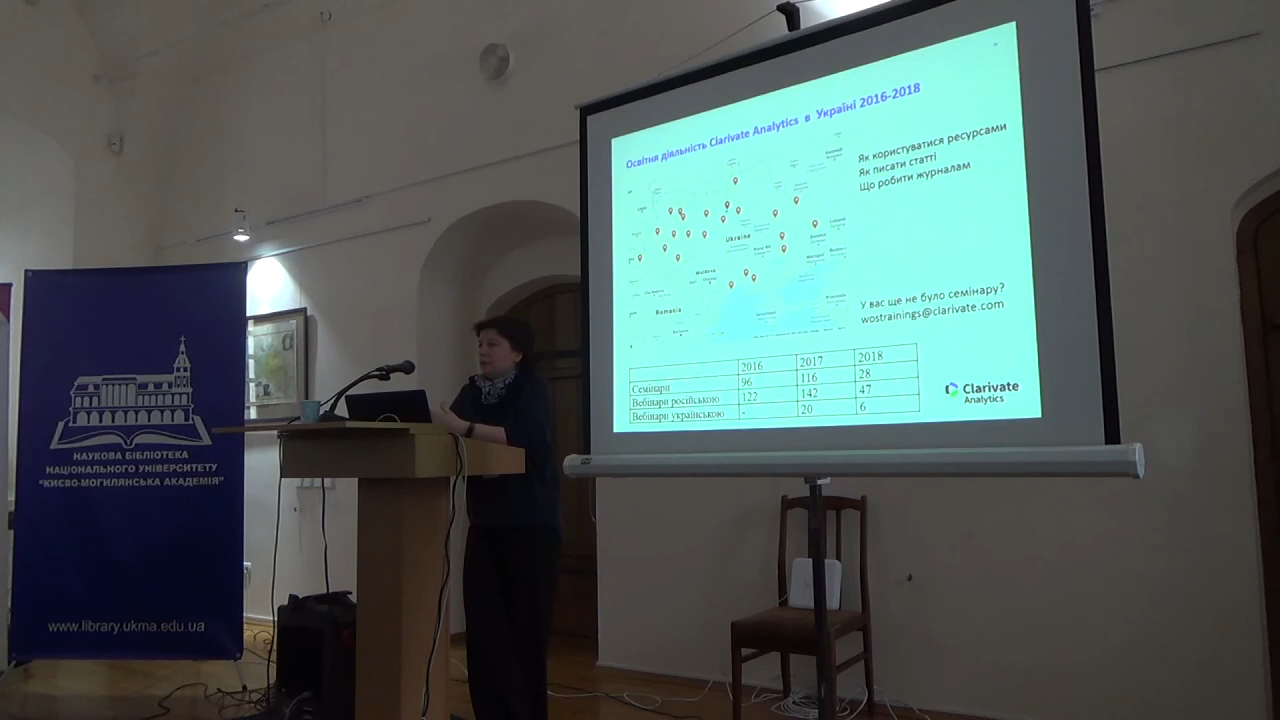 Освітня діяльність Clarivate Analytics в Україні 2016-2018
Як користуватися ресурсами
Як писати статті
Що робити журналам
Ukraine
Moldova
Romania
У вас ще не було семінару?
wostrainings@clarivate.com
2016 2017 2018
Семінари 96 116 28
Вебінари російською 122 142 47
Вебінари українською - 20 6
Clarivate
Analytics
НАУКОВА БІБЛІОТЕКА
НАЦІОНАЛЬНОГО УНІВЕРСИТЕТУ
"КИЄВО-МОГИЛЯНСЬКА АКАДЕМІЯ"
www.library.ukma.edu.ua